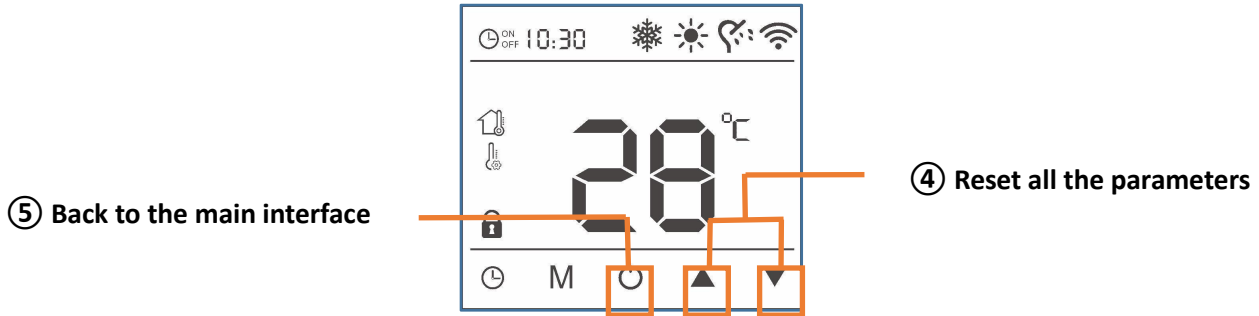 ON
OFF 10:30
28 °C
④ Reset all the parameters
⑤ Back to the main interface
M